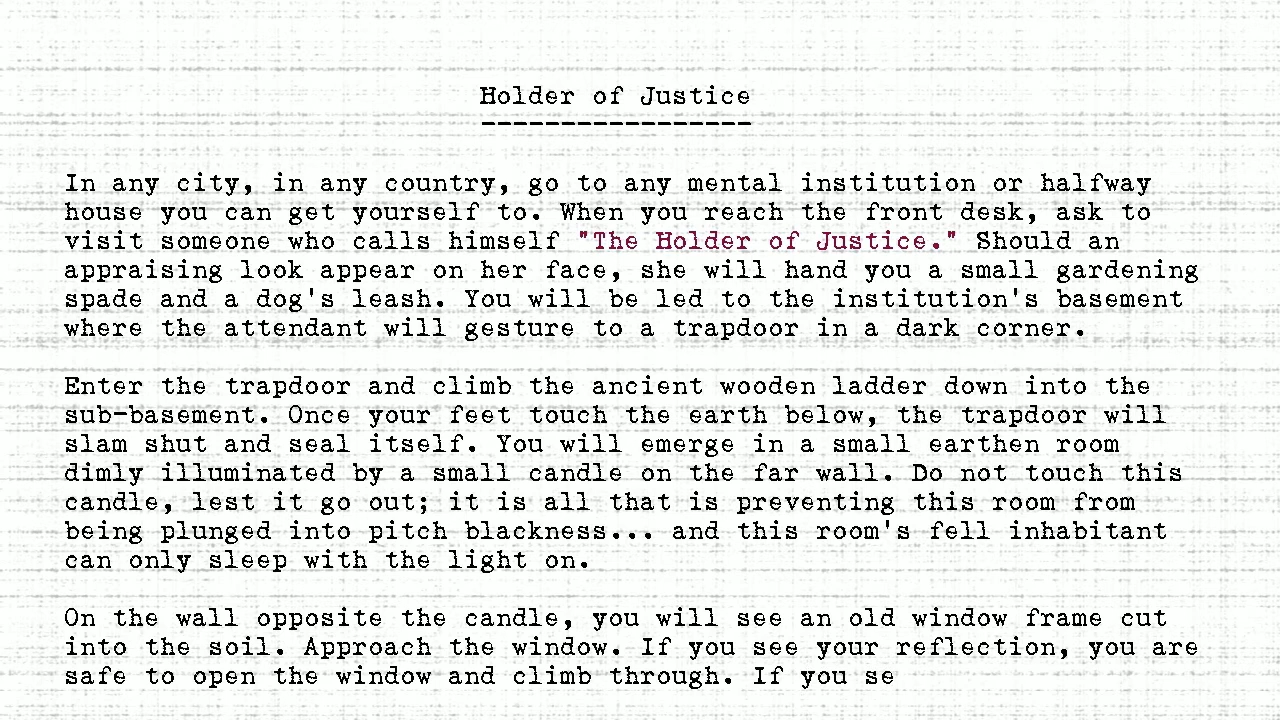 Holder of Justice
-----------------
In any city, in any country, go to any mental institution or halfway
house you can get yourself to. When you reach the front desk, ask to
visit someone who calls himself "The Holder of Justice." Should an
appraising look appear on her face, she will hand you a small gardening
spade and a dog's leash. You will be led to the institution's basement
where the attendant will gesture to a trapdoor in a dark corner.
Enter the trapdoor and climb the ancient wooden ladder down into the
sub-basement. Once your feet touch the earth below, the trapdoor will
slam shut and seal itself. You will emerge in a small earthen room
dimly illuminated by a small candle on the far wall. Do not touch this
candle, lest it go out; it is all that is preventing this room from
being plunged into pitch blackness... and this room's fell inhabitant
can only sleep with the light on.
On the wall opposite the candle, you will see an old window frame cut
into the soil. Approach the window. If you see your reflection, you are
safe to open the window and climb through. If you se